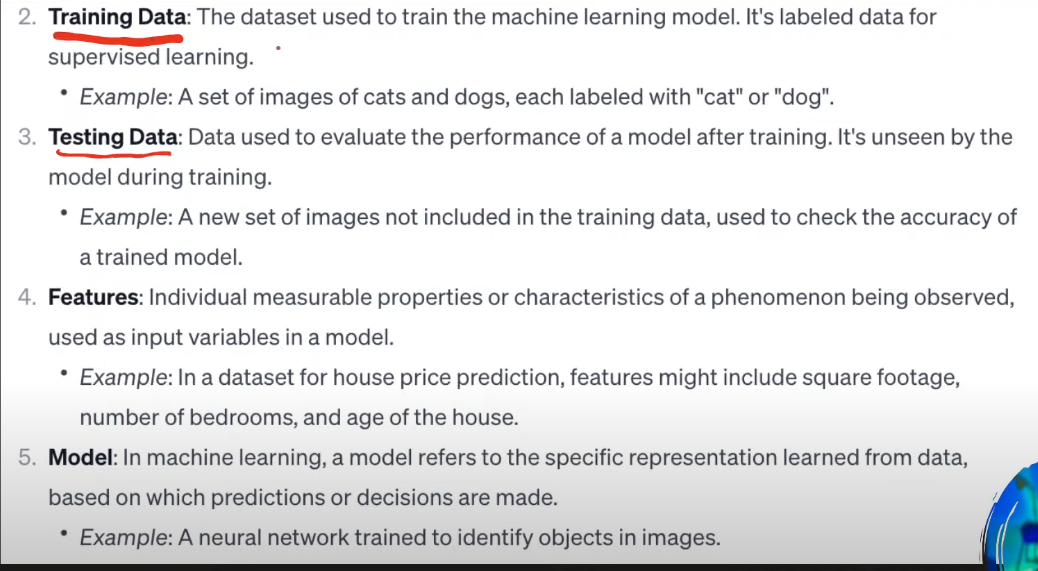 2. Training Data: The dataset used to train the machine learning model. It's labeled data for
supervised learning.
• Example: A set of images of cats and dogs, each labeled with "cat" or "dog".
3. Testing Data: Data used to evaluate the performance of a model after training. It's unseen by the
model during training.
• Example: A new set of images not included in the training data, used to check the accuracy of
a trained model.
4. Features: Individual measurable properties or characteristics of a phenomenon being observed,
used as input variables in a model.
• Example: In a dataset for house price prediction, features might include square footage,
number of bedrooms, and age of the house.
5. Model: In machine learning, a model refers to the specific representation learned from data,
based on which predictions or decisions are made.
• Example: A neural network trained to identify objects in images.